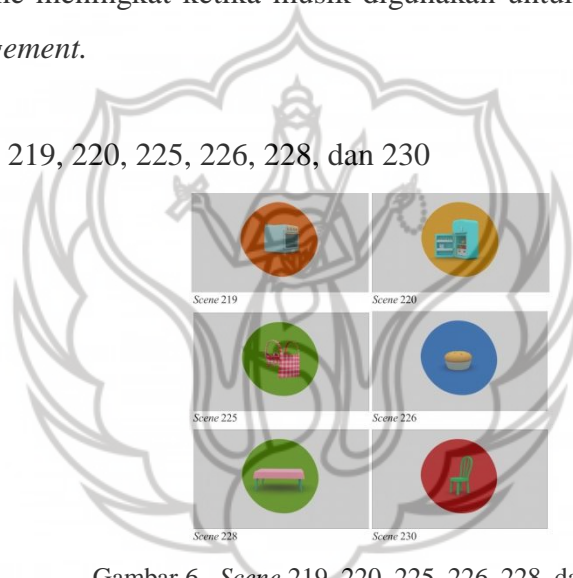 meningkat ketika musik digunakan untuk
gement.
219, 220, 225, 226, 228, dan 230
Scene 219
Scene 220
Scene 225
Scene 226
Scene 228
Scene 230
Gambar 6. Scene 219, 220, 225, 226, 228, da